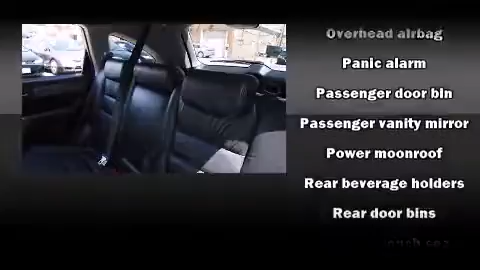 Overhead airbag
Panic alarm
Passenger door bin
Passenger vanity mirror
Power moonroof
Rear beverage holders
Rear door bins